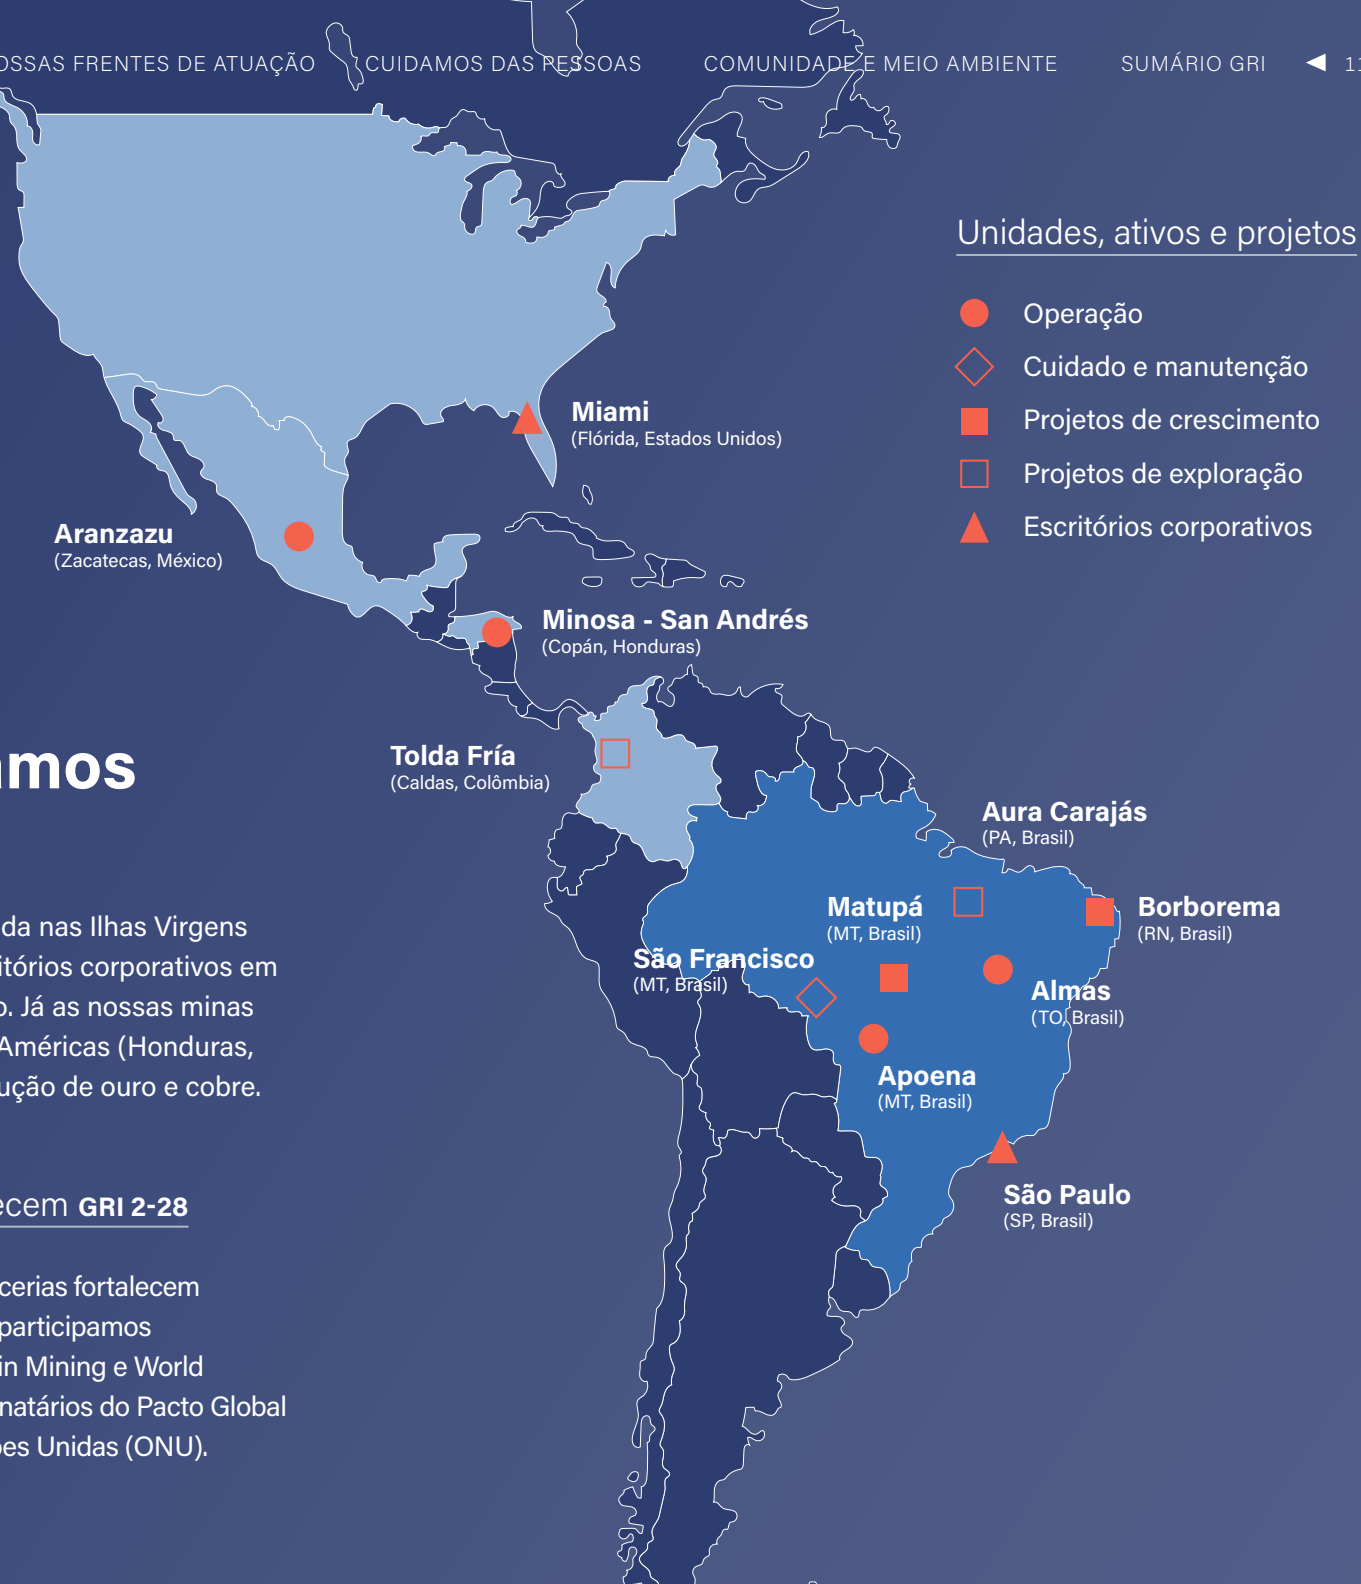 OSSAS FRENTES DE ATUAÇÃO CUIDAMOS DAS PESSOAS COMUNIDADE E MEIO AMBIENTE SUMÁRIO GRI ◀ 11
Unidades, ativos e projetos
Operação
Cuidado e manutenção
Projetos de crescimento
Projetos de exploração
Escritórios corporativos
Miami
(Flórida, Estados Unidos)
Aranzazu
(Zacatecas, México)
Minosa - San Andrés
(Copán, Honduras)
Tolda Fría
(Caldas, Colômbia)
Aura Carajás
(PA, Brasil)
Matupá
(MT, Brasil)
Borborema
(RN, Brasil)
São Francisco
(MT, Brasil)
Almas
(TO, Brasil)
Apoena
(MT, Brasil)
São Paulo
(SP, Brasil)
amos
da nas Ilhas Virgens
itórios corporativos em
o. Já as nossas minas
Américas (Honduras,
ução de ouro e cobre.
ecem GRI 2-28
cerias fortalecem
participamos
in Mining e World
natários do Pacto Global
ões Unidas (ONU).